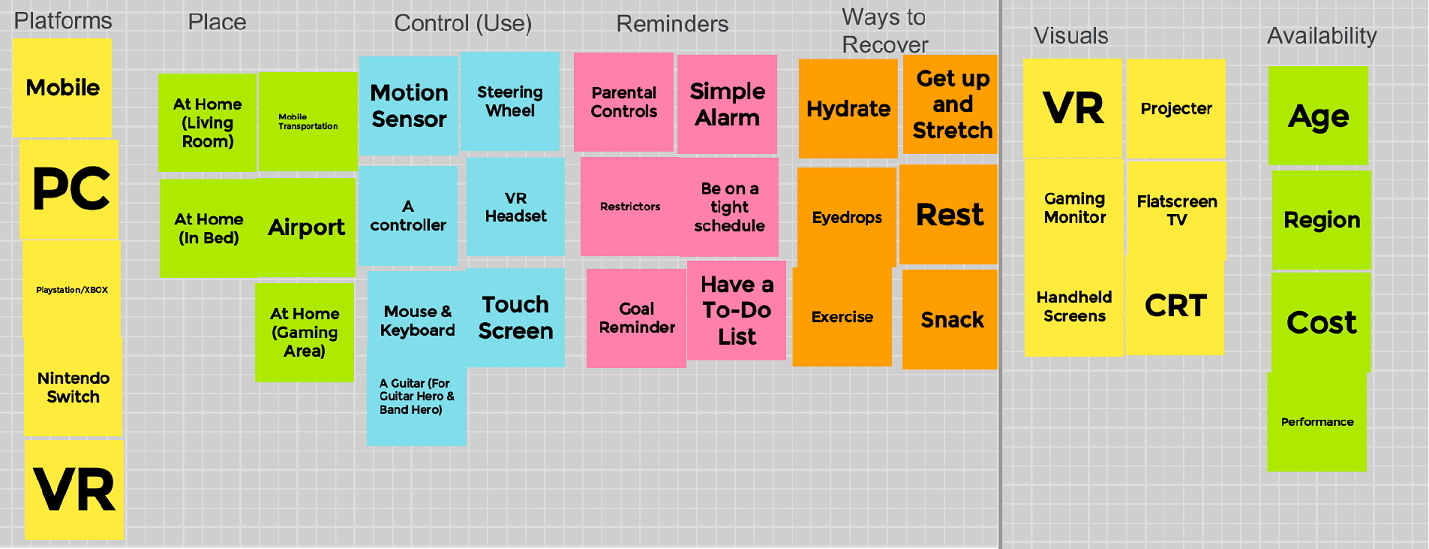 Platforms
Mobile
PC
Playstation/XBOX
Nintendo
Switch
VR
Place
At Home
(Living
Room)
Mobile
Transportation
At Home
(In Bed)
Airport
At Home
(Gaming
Area)
Control (Use)
Motion
Sensor
Steering
Wheel
A
controller
VR
Headset
Mouse &
Keyboard
Touch
Screen
A Guitar (For
Guitar Hero &
Band Hero)
Reminders
Parental
Controls
Simple
Alarm
Restrictors
Be on a
tight
schedule
Goal
Reminder
Have a
To-Do
List
Ways to
Recover
Hydrate
Get up
and
Stretch
Eyedrops
Rest
Exercise
Snack
Visuals
VR
Projecter
Gaming
Monitor
Flatscreen
TV
Handheld
Screens
CRT
Availability
Age
Region
Cost
Performance